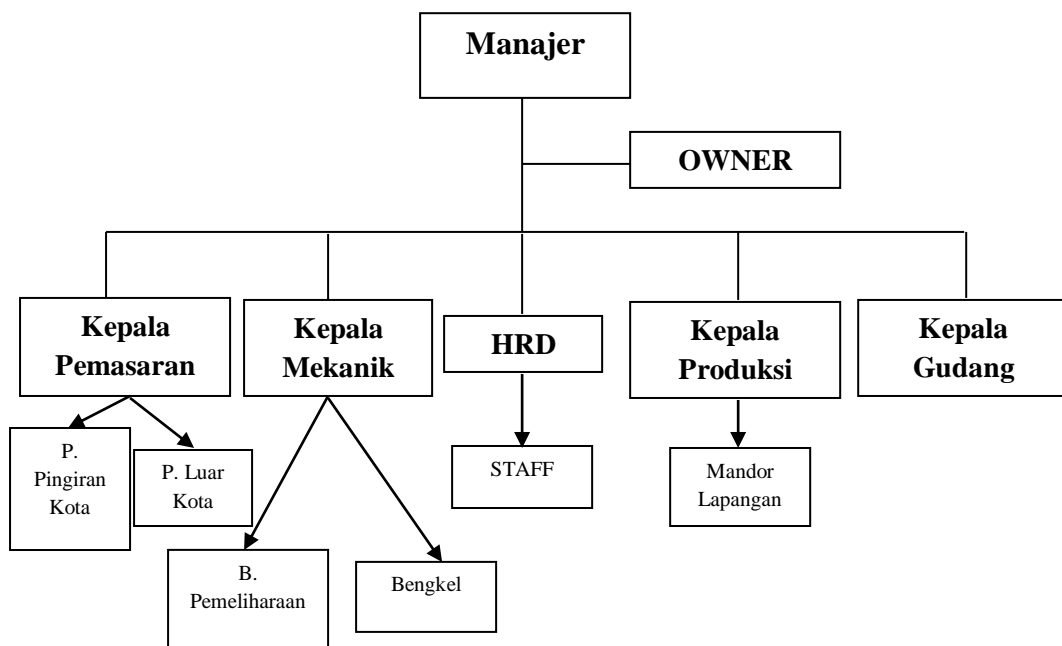 Manajer
OWNER
Kepala
Pemasaran
Kepala
Mekanik
HRD
Kepala
Produksi
Kepala
Gudang
P.
Pingiran
Kota
P. Luar
Kota
STAFF
Mandor
Lapangan
B.
Pemeliharaan
Bengkel